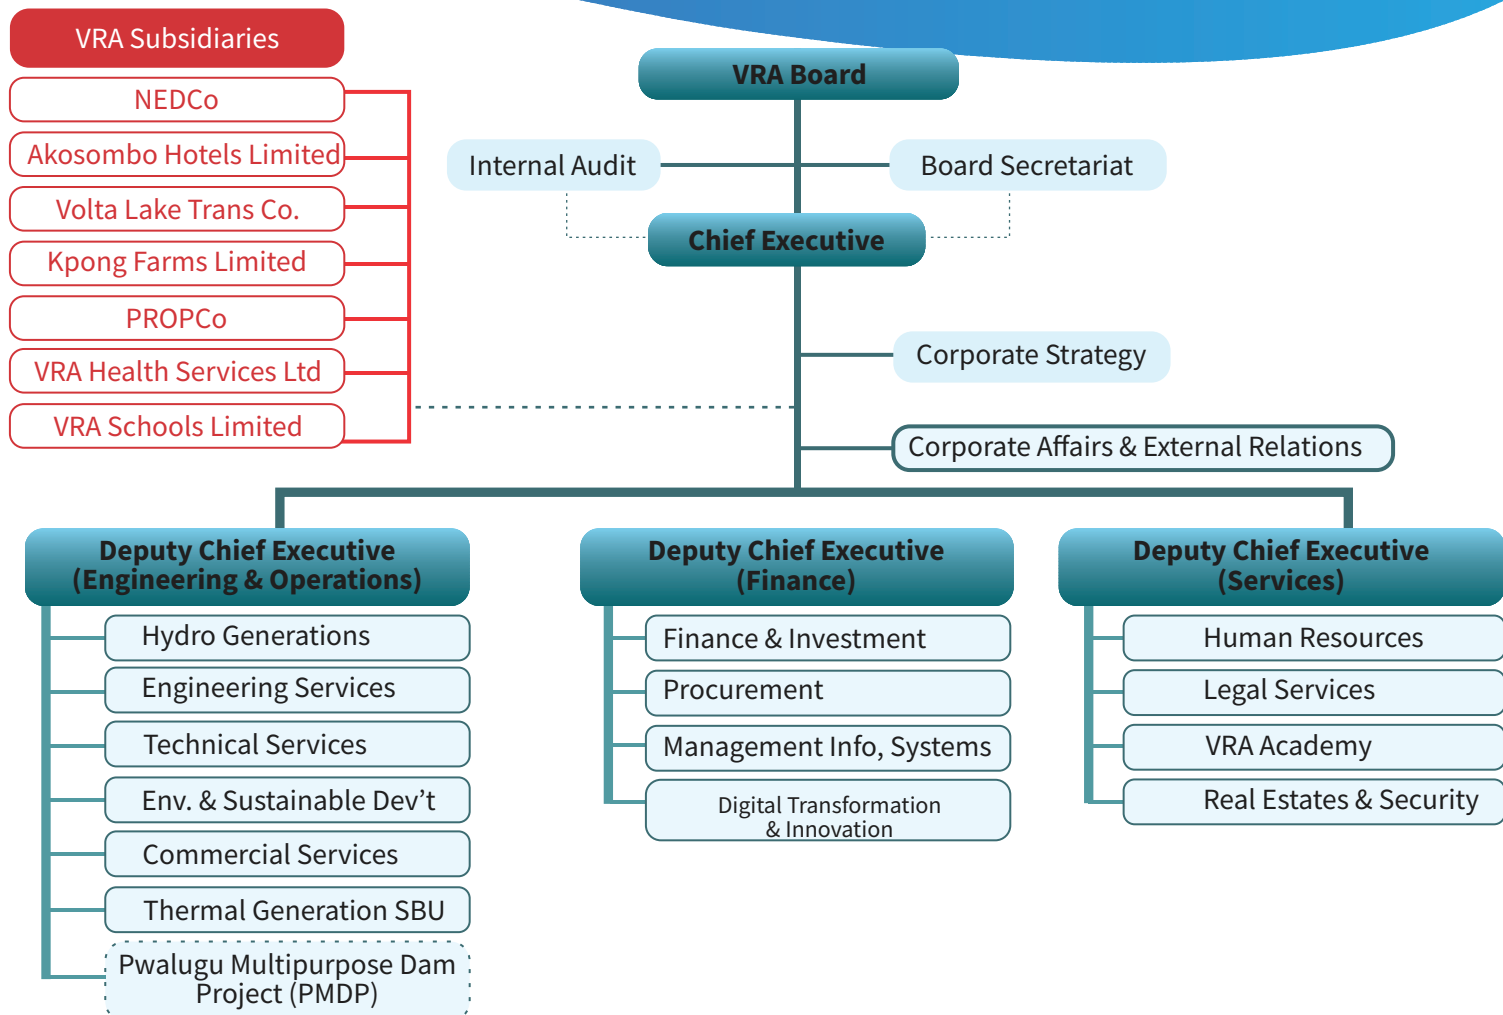 VRA Subsidiaries
NEDCo
Akosombo Hotels Limited
Volta Lake Trans Co.
Kpong Farms Limited
PROPCo
VRA Health Services Ltd
VRA Schools Limited
VRA Board
Internal Audit
Board Secretariat
Chief Executive
Corporate Strategy
Corporate Affairs & External Relations
Deputy Chief Executive
(Engineering & Operations)
Hydro Generations
Engineering Services
Technical Services
Env. & Sustainable Dev’t
Commercial Services
Thermal Generation SBU
Pwalugu Multipurpose Dam
Project (PMDP)
Deputy Chief Executive
(Finance)
Finance & Investment
Procurement
Management Info, Systems
Digital Transformation
& Innovation
Deputy Chief Executive
(Services)
Human Resources
Legal Services
VRA Academy
Real Estates & Security